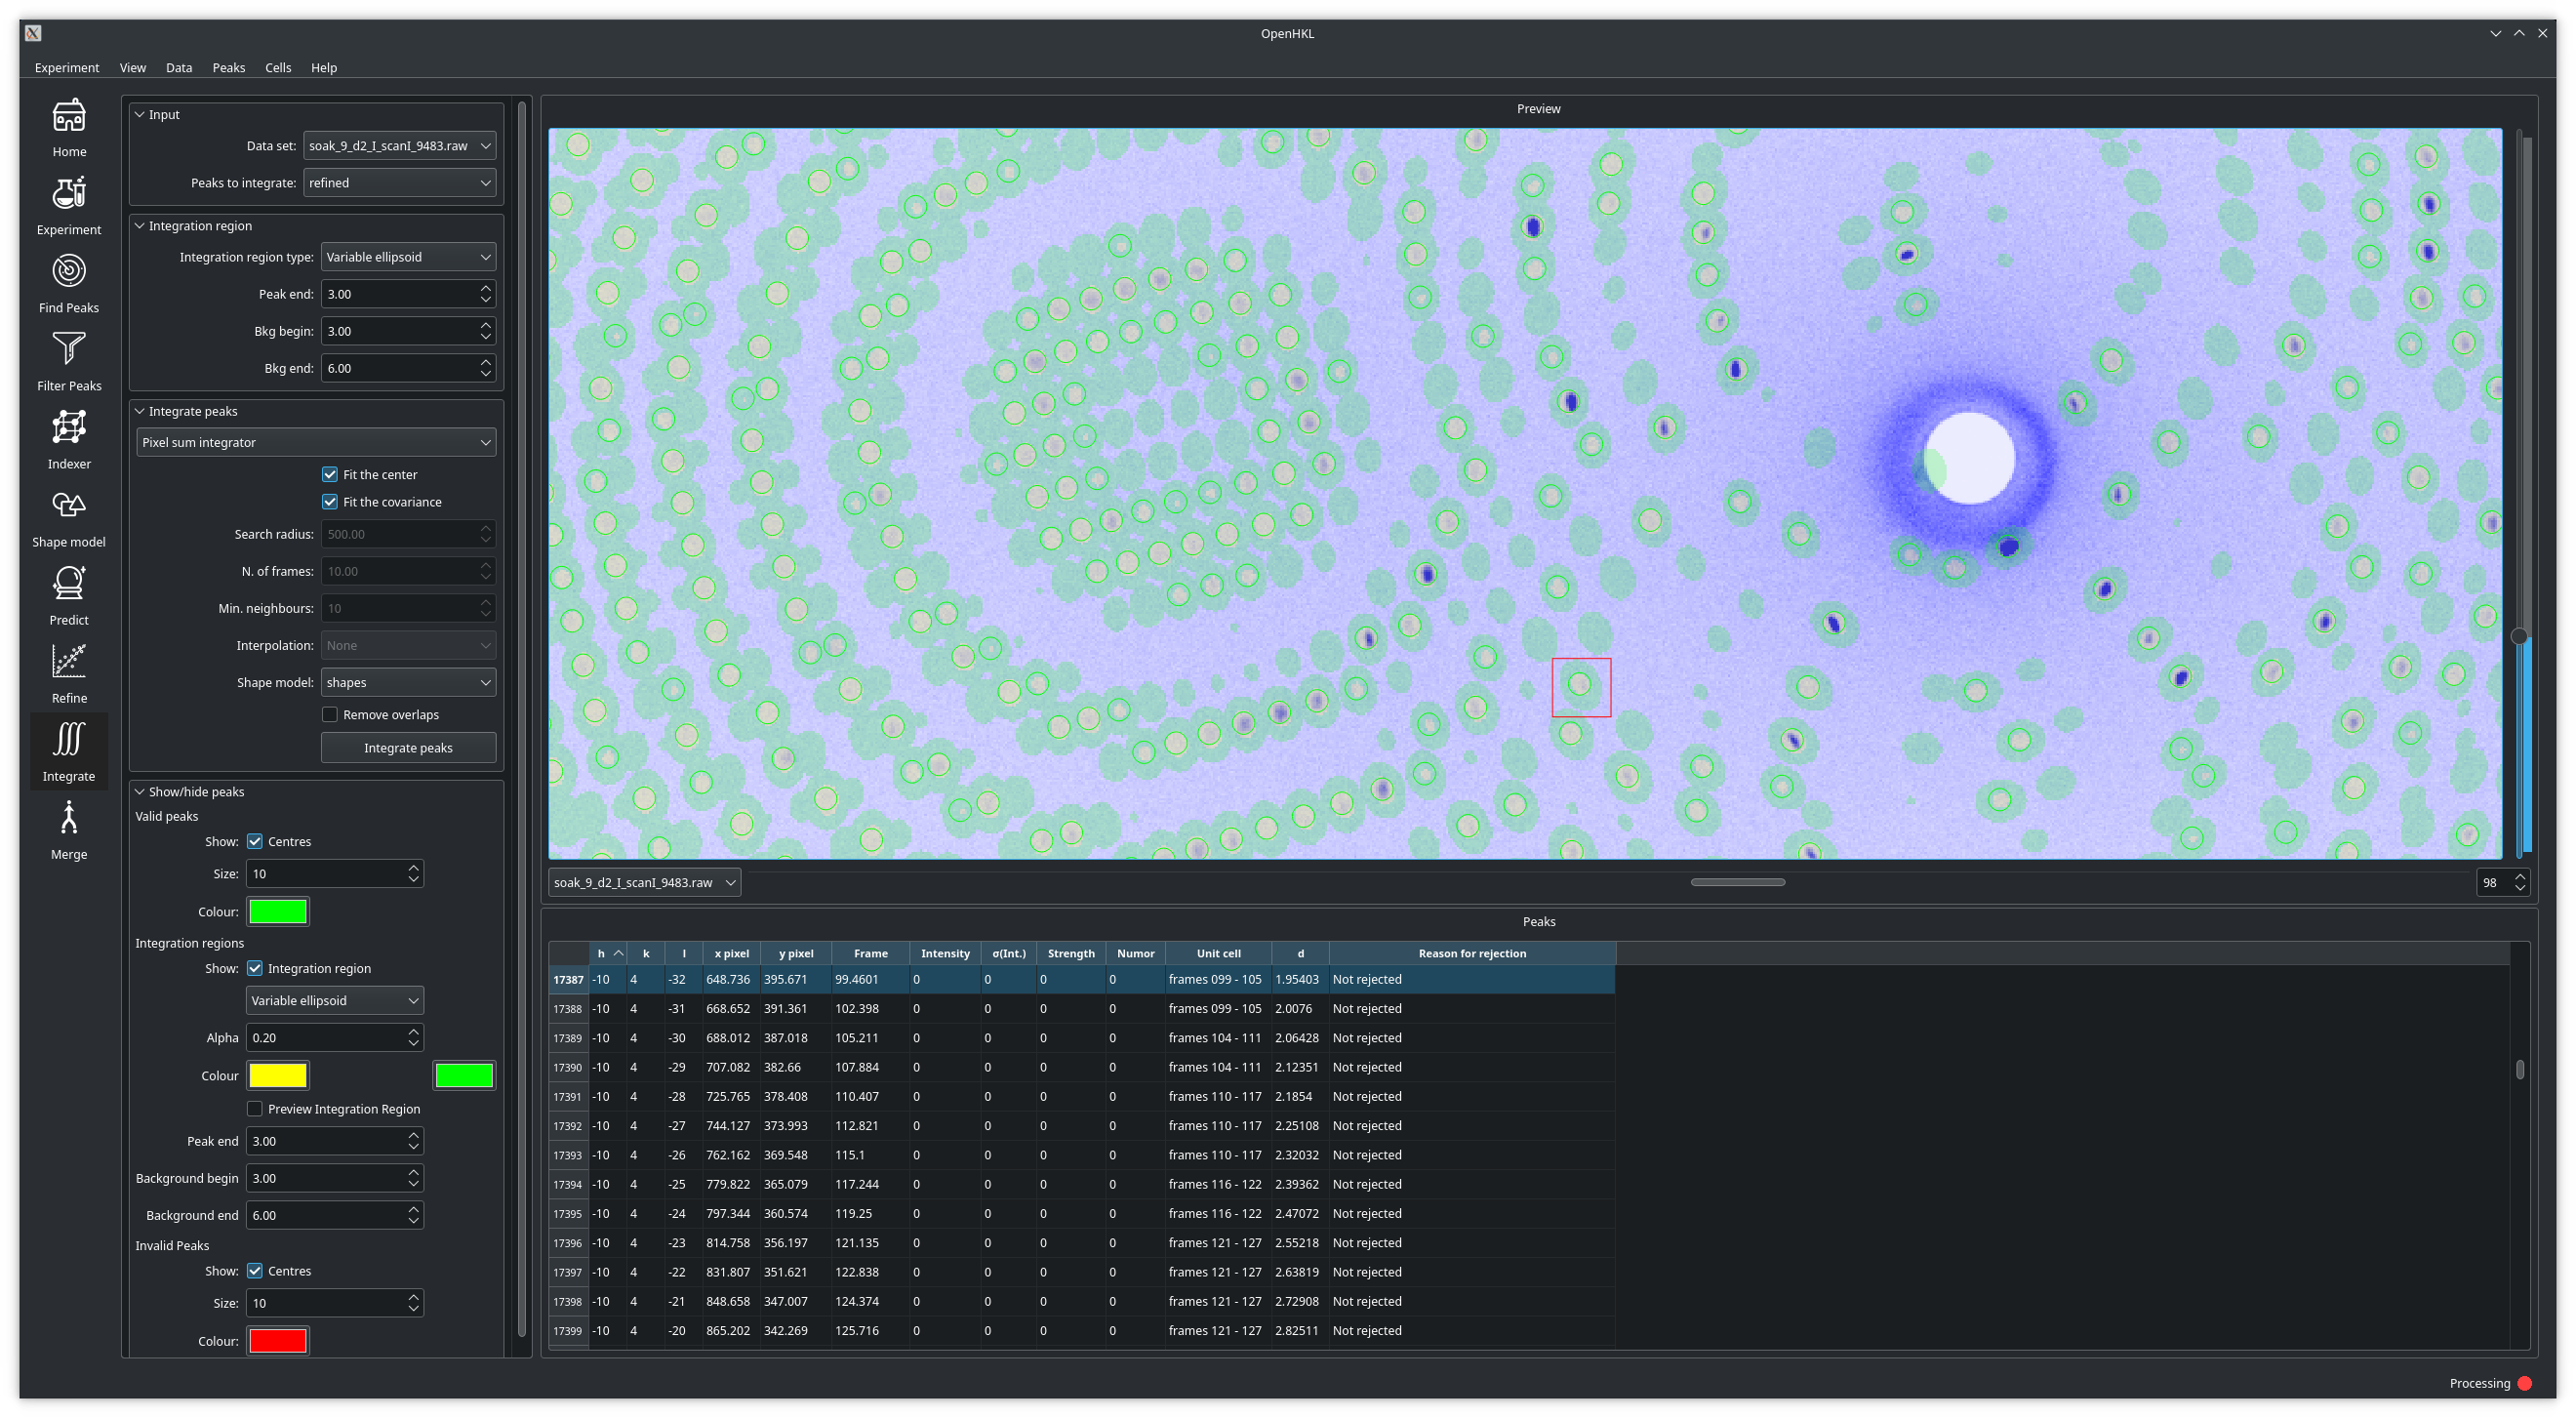 OpenHKL
Experiment View Data Peaks Cells Help
Home
Experiment
Find Peaks
Filter Peaks
Indexer
Shape model
Predict
Refine
Integrate
Merge
Input
Data set: soak_9_d2_I_scanI_9483.raw
Peaks to integrate: refined
Integration region
Integration region type: Variable ellipsoid
Peak end: 3.00
Bkg begin: 3.00
Bkg end: 6.00
Integrate peaks
Pixel sum integrator
Fit the center
Fit the covariance
Search radius: 500.00
N. of frames: 10.00
Min. neighbours: 10
Interpolation: None
Shape model: shapes
Remove overlaps
Integrate peaks
Show/hide peaks
Valid peaks
Show: Centres
Size: 10
Colour:
Integration regions
Show: Integration region
Variable ellipsoid
Alpha 0.20
Colour
Preview Integration Region
Peak end 3.00
Background begin 3.00
Background end 6.00
Invalid Peaks
Show: Centres
Size: 10
Colour:
Preview
soak_9_d2_I_scanI_9483.raw 98
Peaks
h k l x pixel y pixel Frame Intensity σ(Int.) Strength Numor Unit cell d Reason for rejection
17387 -10 4 -32 648.736 395.671 99.4601 0 0 0 0 frames 099 - 105 1.95403 Not rejected
17388 -10 4 -31 668.652 391.361 102.398 0 0 0 0 frames 099 - 105 2.0076 Not rejected
17389 -10 4 -30 688.012 387.018 105.211 0 0 0 0 frames 104 - 111 2.06428 Not rejected
17390 -10 4 -29 707.082 382.66 107.884 0 0 0 0 frames 104 - 111 2.12351 Not rejected
17391 -10 4 -28 725.765 378.408 110.407 0 0 0 0 frames 110 - 117 2.1854 Not rejected
17392 -10 4 -27 744.127 373.993 112.821 0 0 0 0 frames 110 - 117 2.25108 Not rejected
17393 -10 4 -26 762.162 369.548 115.1 0 0 0 0 frames 110 - 117 2.32032 Not rejected
17394 -10 4 -25 779.822 365.079 117.244 0 0 0 0 frames 116 - 122 2.39362 Not rejected
17395 -10 4 -24 797.344 360.574 119.25 0 0 0 0 frames 116 - 122 2.47072 Not rejected
17396 -10 4 -23 814.758 356.197 121.135 0 0 0 0 frames 121 - 127 2.55218 Not rejected
17397 -10 4 -22 831.807 351.621 122.838 0 0 0 0 frames 121 - 127 2.63819 Not rejected
17398 -10 4 -21 848.658 347.007 124.374 0 0 0 0 frames 121 - 127 2.72908 Not rejected
17399 -10 4 -20 865.202 342.269 125.716 0 0 0 0 frames 121 - 127 2.82511 Not rejected
Processing